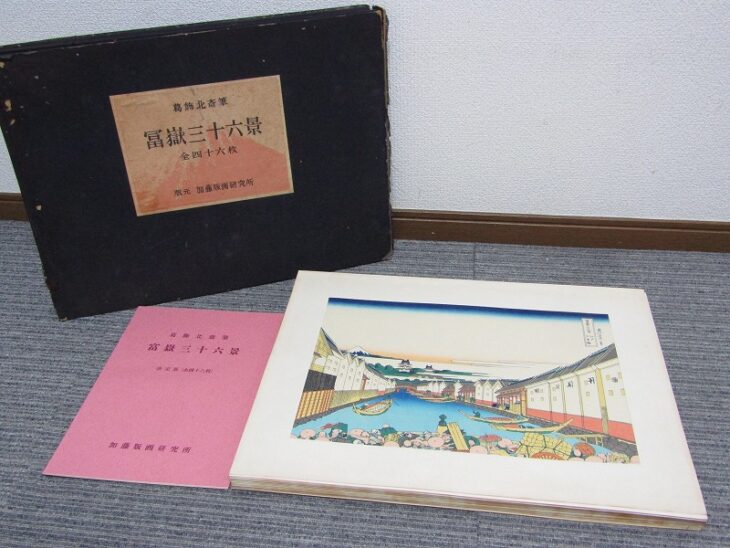 葛飾北斎筆
冨嶽三十六景
全四十六枚
版元 加藤版画研究所
葛飾北斎筆
冨嶽三十六景
加藤版画研究所